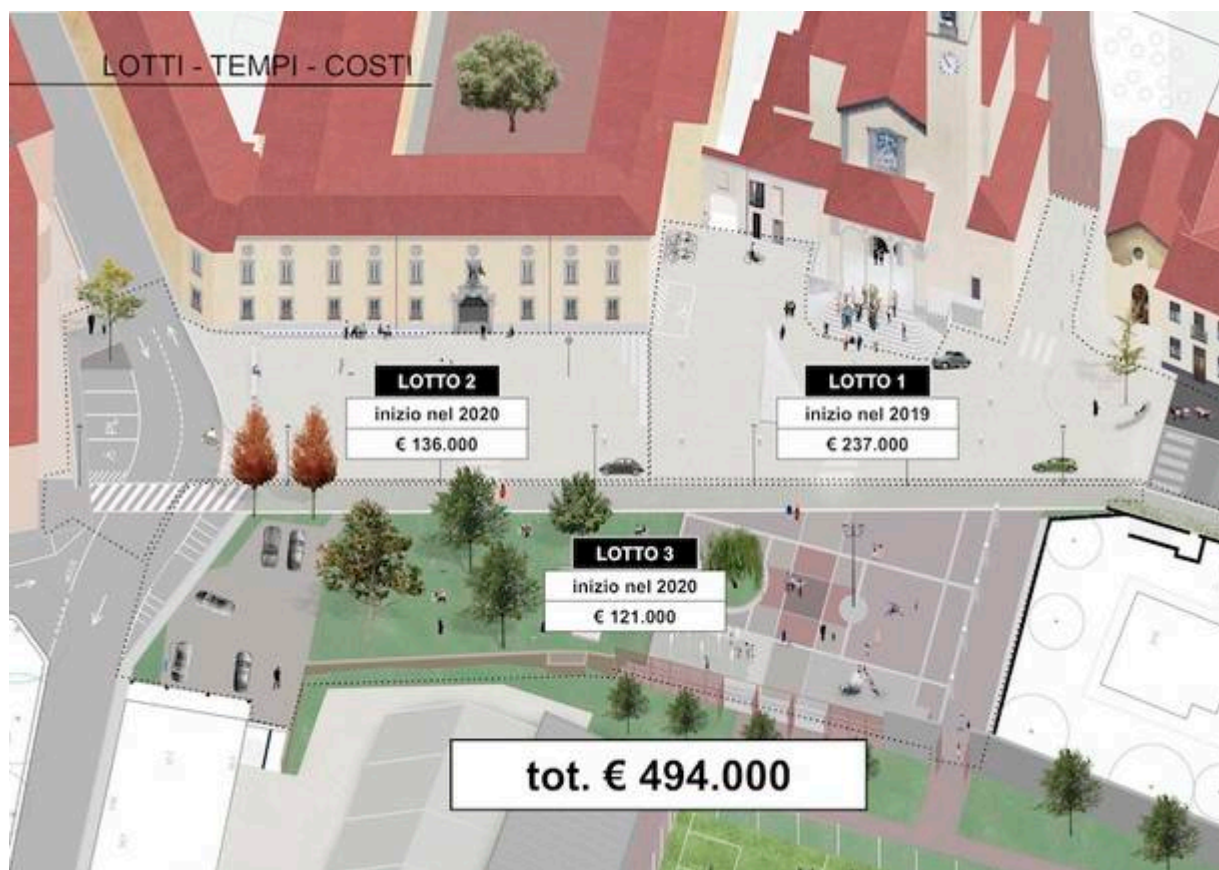 LOTTI - TEMPI - COSTI
LOTTO 2
inizio nel 2020
€ 136.000
LOTTO 1
inizio nel 2019
€ 237.000
LOTTO 3
inizio nel 2020
€ 121.000
tot. € 494.000